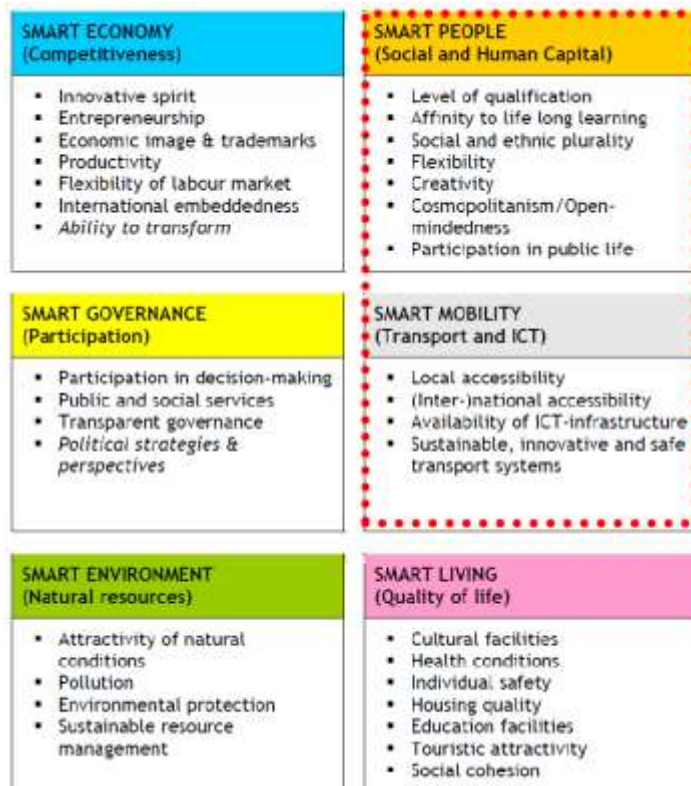 SMART ECONOMY
(Competitiveness)
▪ Innovative spirit
▪ Entrepreneurship
▪ Economic image & trademarks
▪ Productivity
▪ Flexibility of labour market
▪ International embeddedness
▪ Ability to transform
SMART PEOPLE
(Social and Human Capital)
▪ Level of qualification
▪ Affinity to life long learning
▪ Social and ethnic plurality
▪ Flexibility
▪ Creativity
▪ Cosmopolitanism/Open-
mindedness
▪ Participation in public life
SMART GOVERNANCE
(Participation)
▪ Participation in decision-making
▪ Public and social services
▪ Transparent governance
▪ Political strategies &
perspectives
SMART MOBILITY
(Transport and ICT)
▪ Local accessibility
▪ (Inter-)national accessibility
▪ Availability of ICT-infrastructure
▪ Sustainable, innovative and safe
transport systems
SMART ENVIRONMENT
(Natural resources)
▪ Attractivity of natural
conditions
▪ Pollution
▪ Environmental protection
▪ Sustainable resource
management
SMART LIVING
(Quality of life)
▪ Cultural facilities
▪ Health conditions
▪ Individual safety
▪ Housing quality
▪ Education facilities
▪ Touristic attractivity
▪ Social cohesion